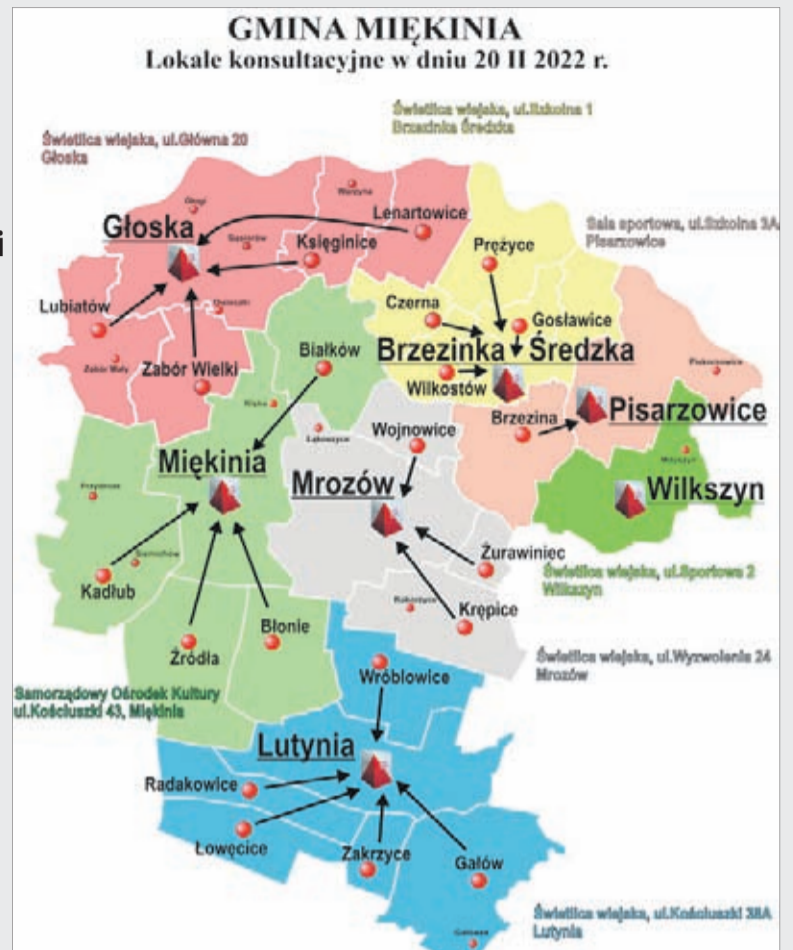 GMINA MIĘKINIA
Lokale konsultacyjne w dniu 20 II 2022 r.
Świetlica wiejska, ul.Szkolna 1
Brzezinka Średzka
Świetlica wiejska, ul.Główna 20
Głoska
Lenartowice
Sala sportowa, ul.Szkolna 3A
Pisarzowice
Głoska
Księginice
Prężyce
i
Lubiatów
Czerna
Gosławice
Zabór Mały
Zabór Wielki
Białków
Brzezinka Średzka
Wilkostów
Brzezina
Pisarzowice
Wojnowice
Miękinia
Mrozów
Wilkszyn
Żurawiniec
Kadłub
Świetlica wiejska, ul.Sportowa 2
Wilkszyn
Krępice
Błonie
Źródła
Świetlica wiejska, ul.Wyzwolenia 24
Mrozów
Wróblowice
Samorządowy Ośrodek Kultury
ul.Kościuszki 43, Miękinia
Lutynia
Radakowice
Łowęcice
Zakrzyce
Gałów
Świetlica wiejska, ul.Kościuszki 38A
Lutynia